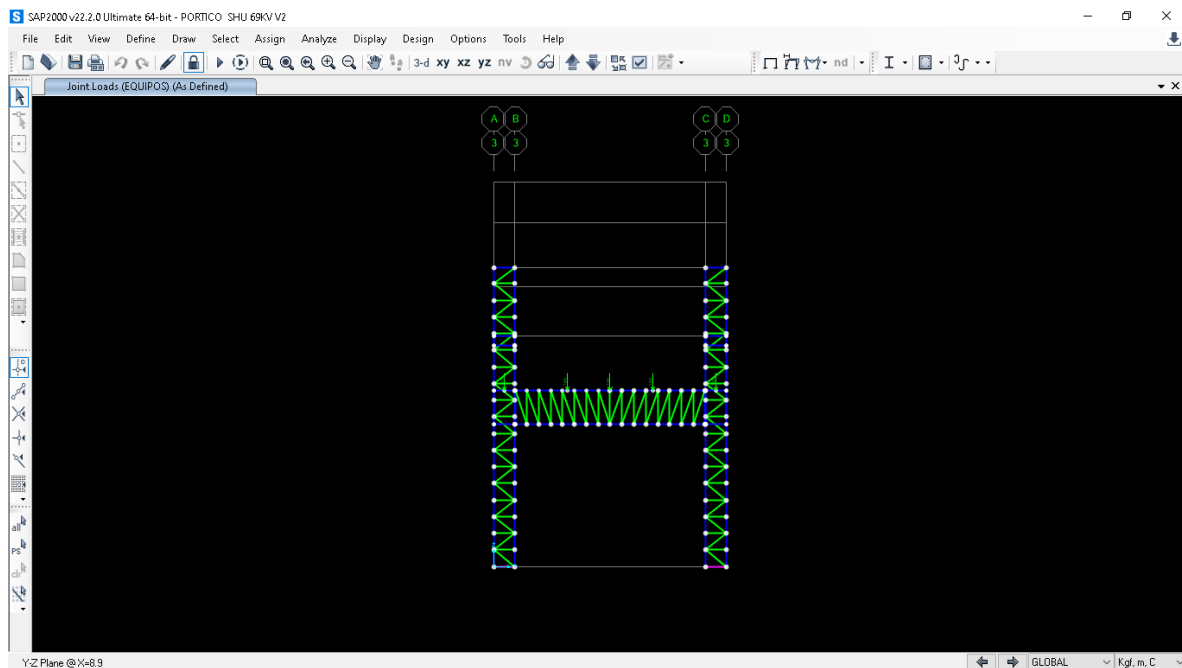 S SAP2000 v22.2.0 Ultimate 64-bit - PORTICO SHU 69KV V2
File Edit View Define Draw Select Assign Analyze Display Design Options Tools Help
3-d xy xz yz nv nd
Joint Loads (EQUIPOS) (As Defined)
A B C D
3 3 3 3
all
PS
clr
Y-Z Plane @ X=8.9 GLOBAL Kgf, m, C